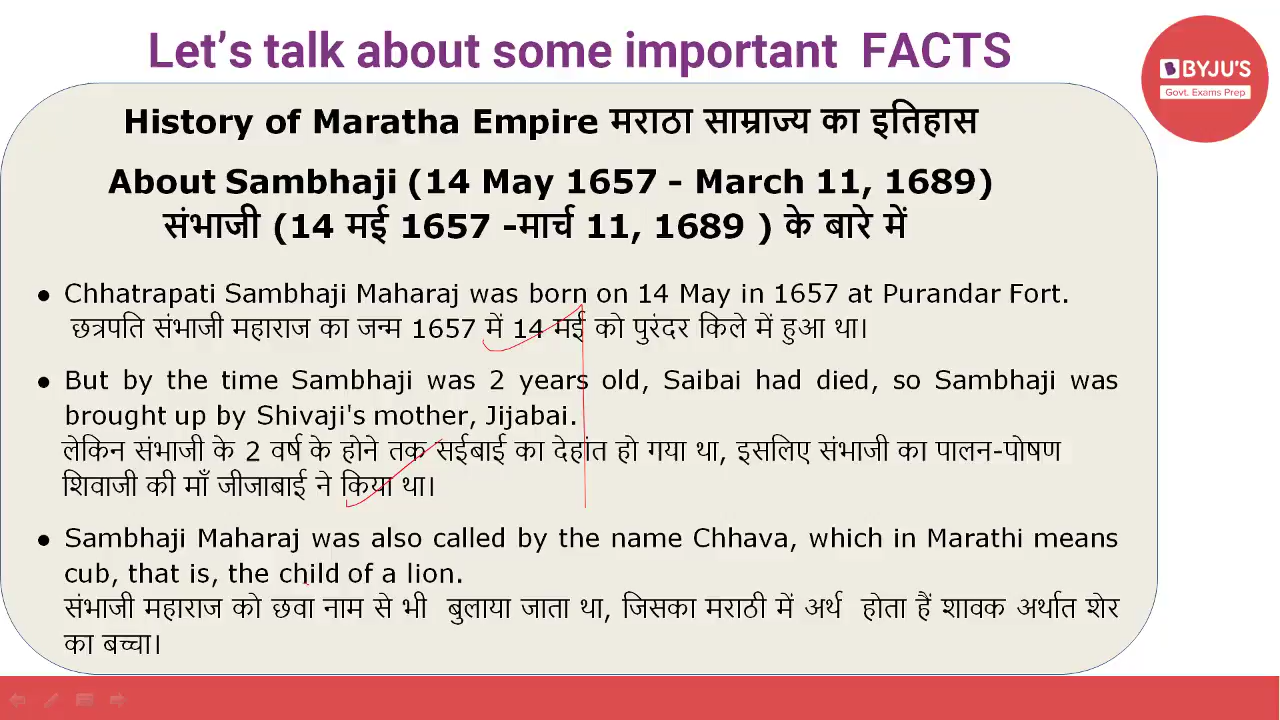 Let's talk about some important FACTS
BYJU'S
Govt. Exams Prep
History of Maratha Empire मराठा साम्राज्य का इतिहास
About Sambhaji (14 May 1657 - March 11, 1689)
संभाजी (14 मई 1657 -मार्च 11, 1689 ) के बारे में
● Chhatrapati Sambhaji Maharaj was born on 14 May in 1657 at Purandar Fort.
छत्रपति संभाजी महाराज का जन्म 1657 में 14 मई को पुरंदर किले में हुआ था।
● But by the time Sambhaji was 2 years old, Saibai had died, so Sambhaji was
brought up by Shivaji's mother, Jijabai.
लेकिन संभाजी के 2 वर्ष के होने तक सईबाई का देहांत हो गया था, इसलिए संभाजी का पालन-पोषण
शिवाजी की माँ जीजाबाई ने किया था।
● Sambhaji Maharaj was also called by the name Chhava, which in Marathi means
cub, that is, the child of a lion.
संभाजी महाराज को छवा नाम से भी बुलाया जाता था, जिसका मराठी में अर्थ होता हैं शावक अर्थात शेर
का बच्चा।